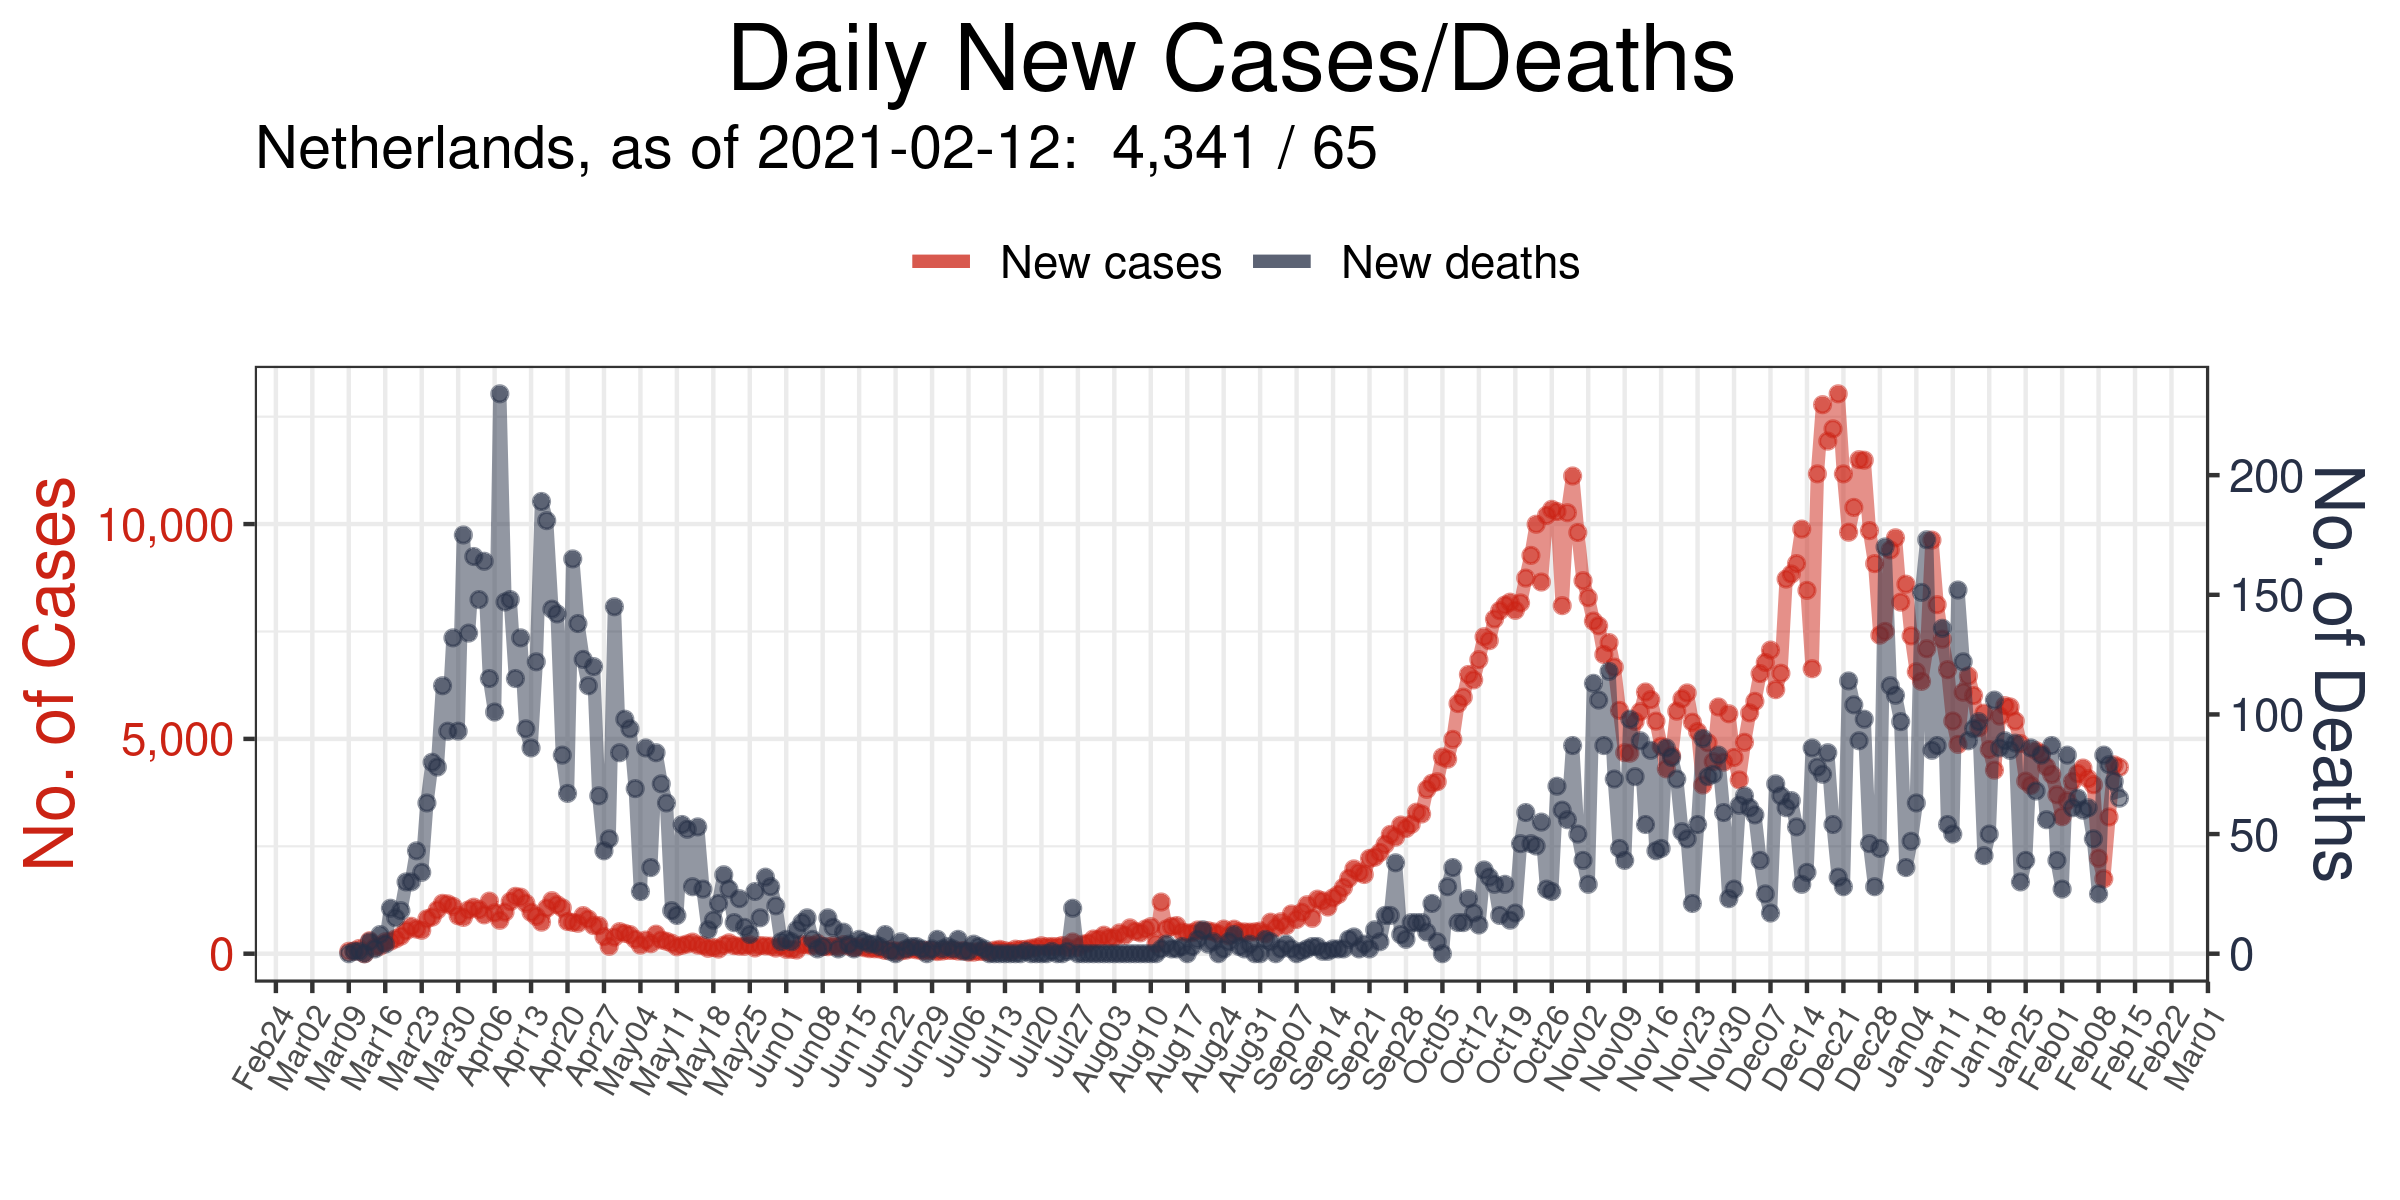 Daily New Cases/Deaths
Netherlands, as of 2021-02-12:  4,341 / 65
New cases
New deaths
No. of Cases
10,000
5,000
0
200
150
100
50
0
No. of Deaths
Feb24
Mar02
Mar09
Mar16
Mar23
Mar30
Apr06
Apr13
Apr20
Apr27
May04
May11
May18
May25
Jun01
Jun08
Jun15
Jun22
Jun29
Jul06
Jul13
Jul20
Jul27
Aug03
Aug10
Aug17
Aug24
Aug31
Sep07
Sep14
Sep21
Sep28
Oct05
Oct12
Oct19
Oct26
Nov02
Nov09
Nov16
Nov23
Nov30
Dec07
Dec14
Dec21
Dec28
Jan04
Jan11
Jan18
Jan25
Feb01
Feb08
Feb15
Feb22
Mar01